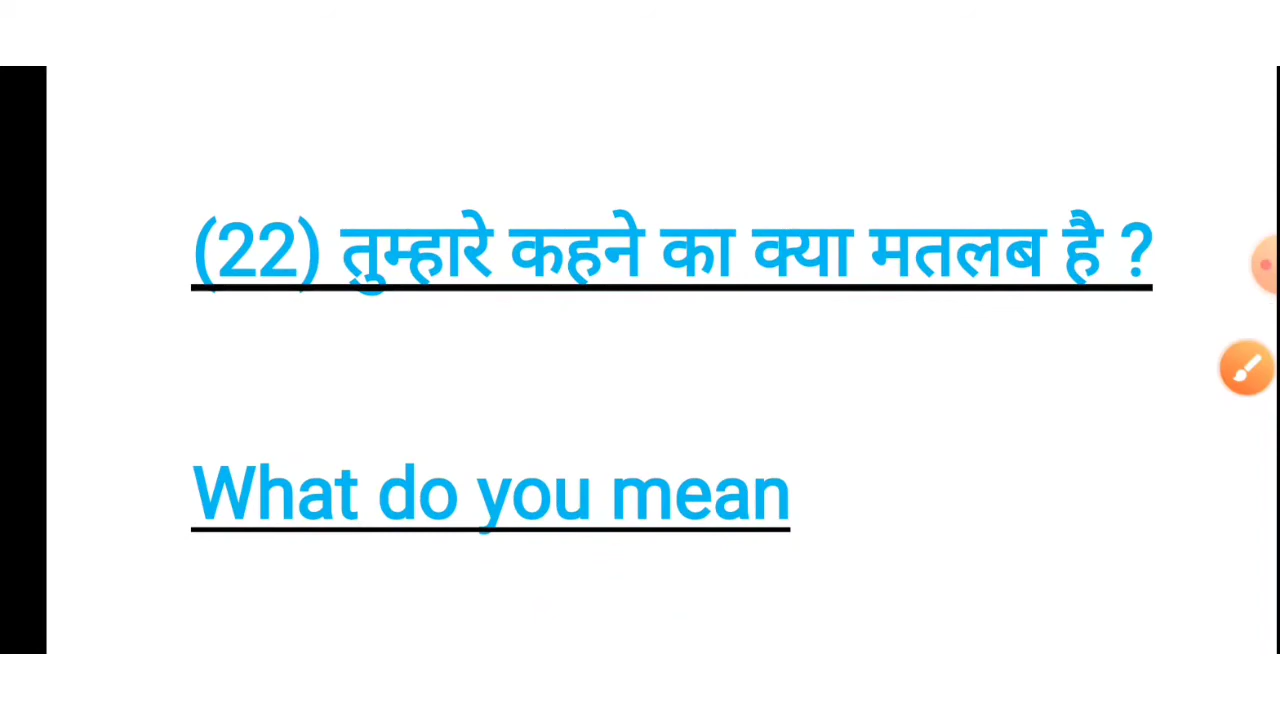 (22) तुम्हारे कहने का क्या मतलब है ?
What do you mean